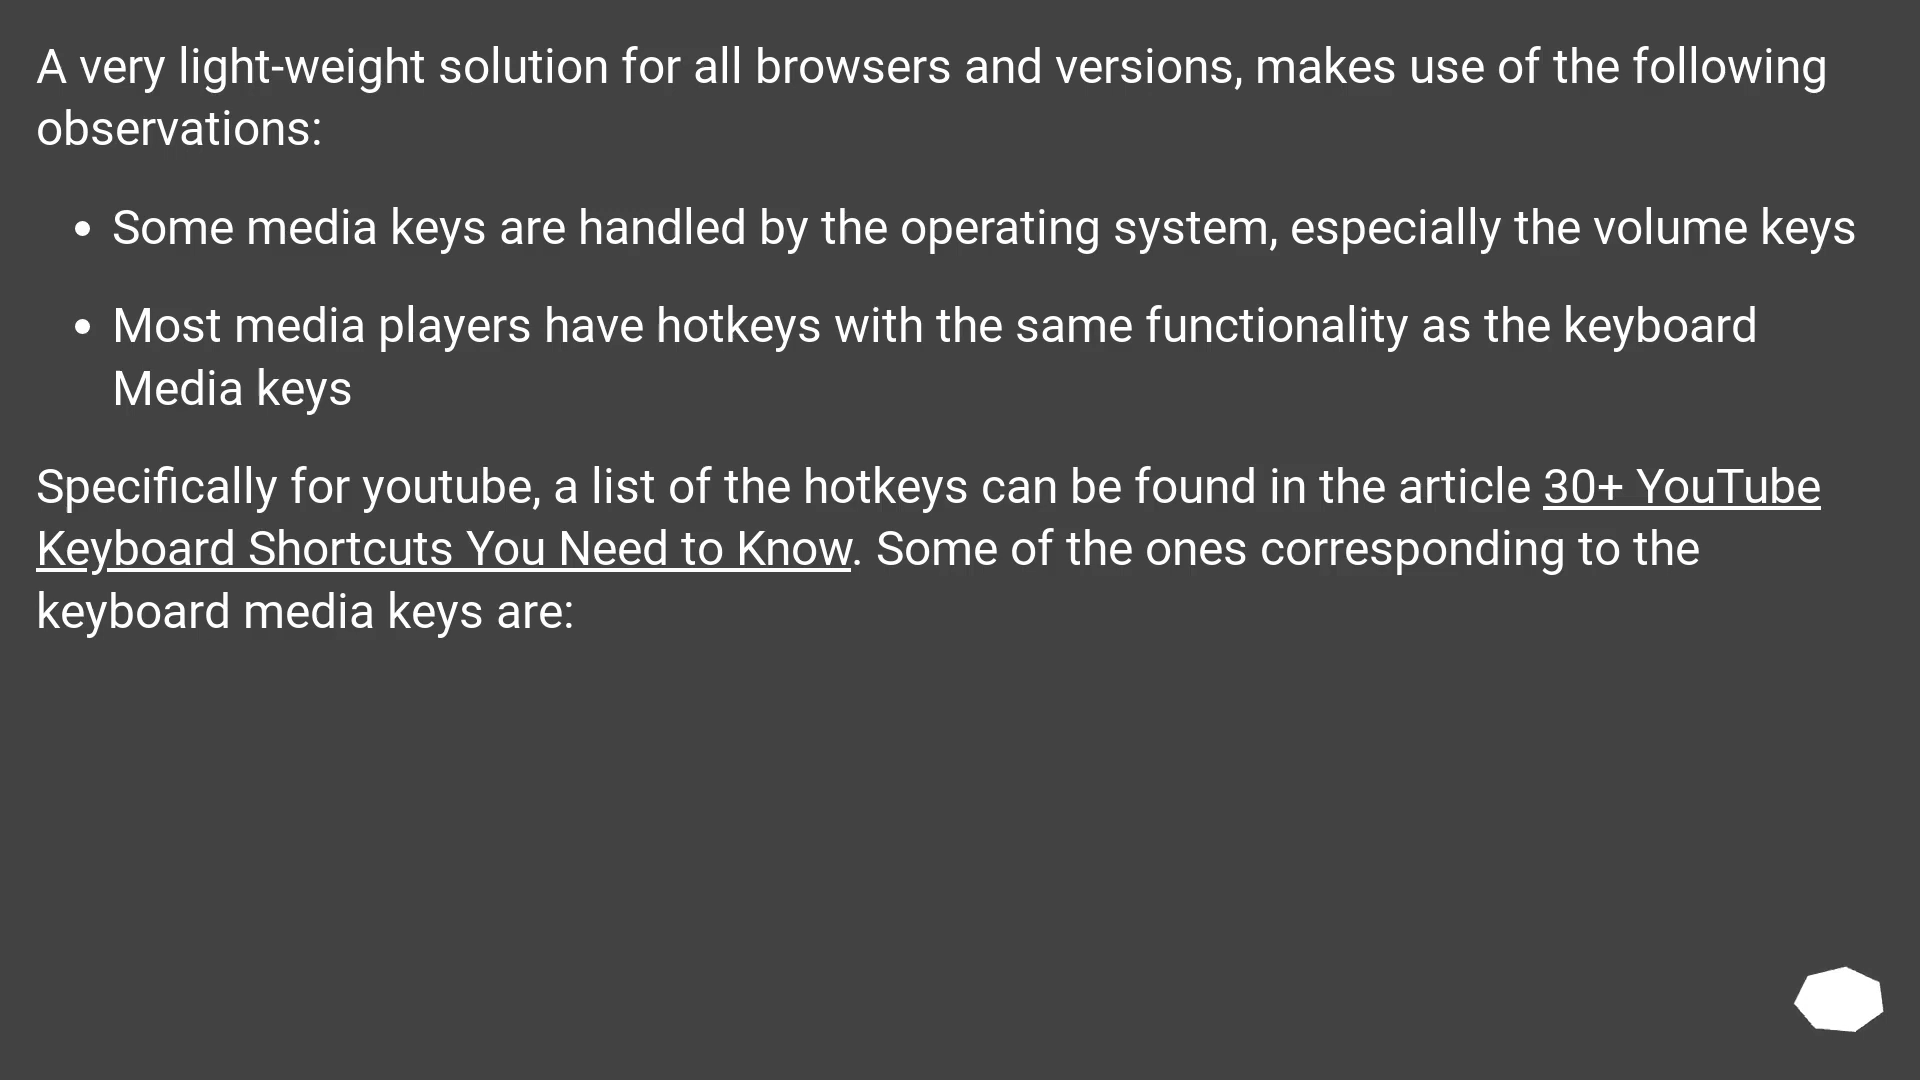 A very light-weight solution for all browsers and versions, makes use of the following
observations:
• Some media keys are handled by the operating system, especially the volume keys
• Most media players have hotkeys with the same functionality as the keyboard
Media keys
Specifically for youtube, a list of the hotkeys can be found in the article 30+ YouTube
Keyboard Shortcuts You Need to Know. Some of the ones corresponding to the
keyboard media keys are: